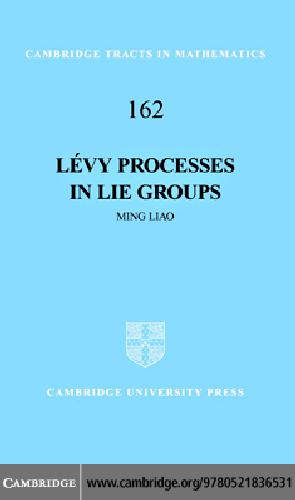 CAMBRIDGE TRACTS IN MATHEMATICS
162
LÉVY PROCESSES
IN LIE GROUPS
MING LIAO
CAMBRIDGE UNIVERSITY PRESS
CAMBRIDGE www.cambridge.org/9780521836531